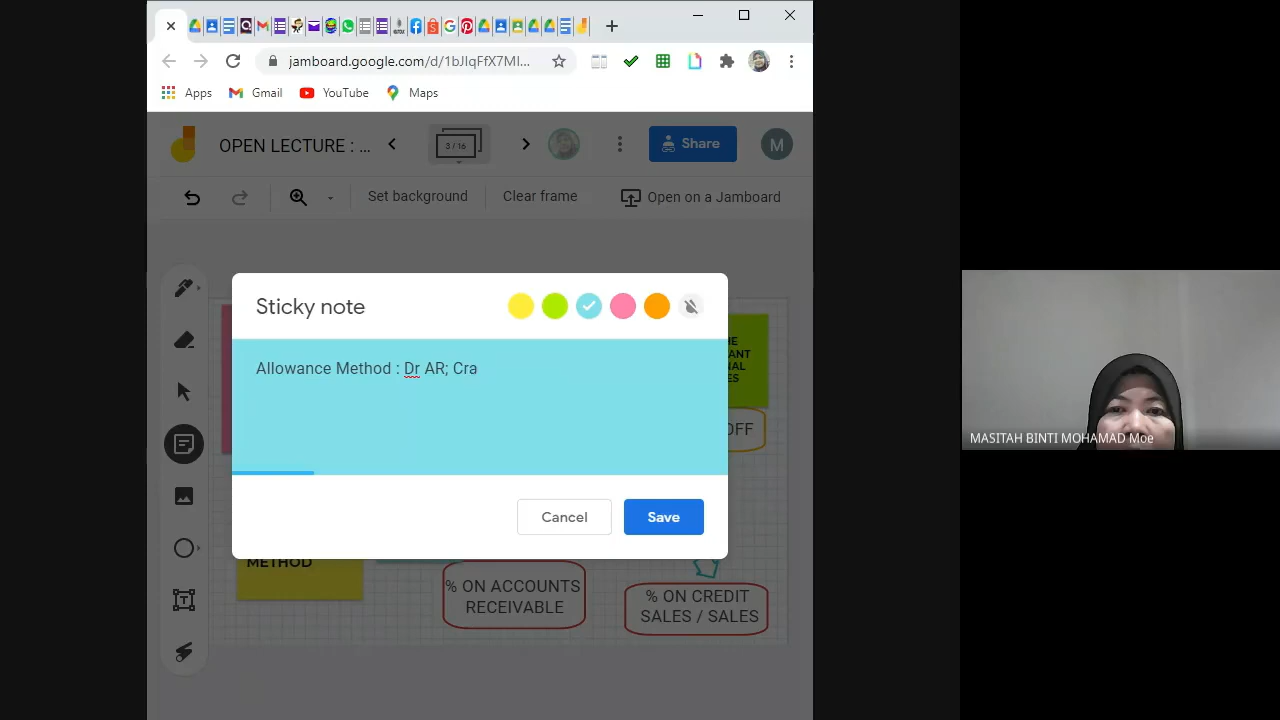 jamboard.google.com/d/1bJIqFfX7MI...
Apps
Gmail
YouTube
Maps
OPEN LECTURE : ...
3 / 16
Share
M
Set background
Clear frame
Open on a Jamboard
Sticky note
Allowance Method : Dr AR; Cra
Cancel
Save
OFF
METHOD
% ON ACCOUNTS
RECEIVABLE
% ON CREDIT
SALES / SALES
MASITAH BINTI MOHAMAD Moe